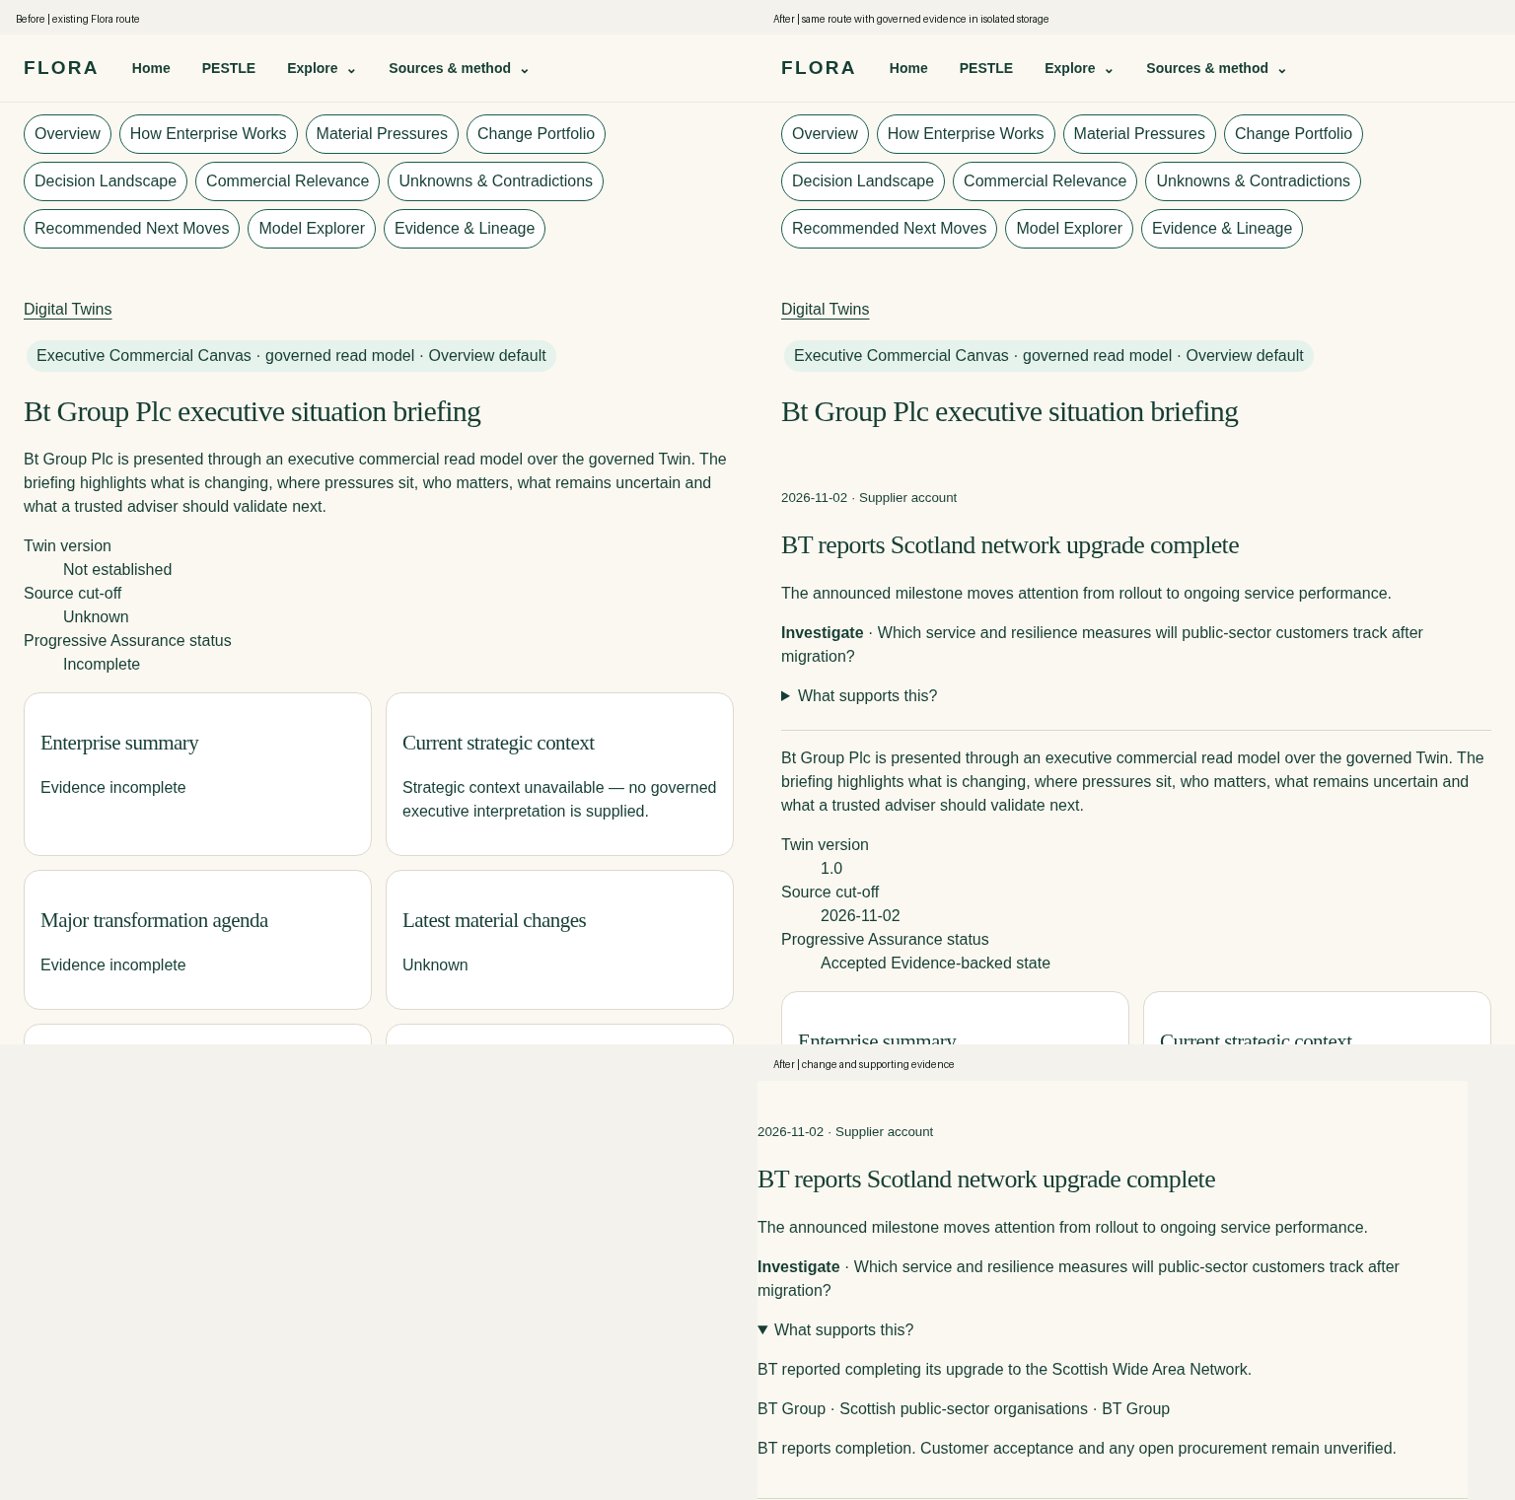 Before | existing Flora route
FLORA Home PESTLE Explore ⌄ Sources & method ⌄
Overview How Enterprise Works Material Pressures Change Portfolio
Decision Landscape Commercial Relevance Unknowns & Contradictions
Recommended Next Moves Model Explorer Evidence & Lineage
Digital Twins
Executive Commercial Canvas · governed read model · Overview default
Bt Group Plc executive situation briefing
Bt Group Plc is presented through an executive commercial read model over the governed Twin. The
briefing highlights what is changing, where pressures sit, who matters, what remains uncertain and
what a trusted adviser should validate next.
Twin version
Not established
Source cut-off
Unknown
Progressive Assurance status
Incomplete
Enterprise summary
Evidence incomplete
Current strategic context
Strategic context unavailable — no governed
executive interpretation is supplied.
Major transformation agenda
Evidence incomplete
Latest material changes
Unknown
After | same route with governed evidence in isolated storage
FLORA Home PESTLE Explore ⌄ Sources & method ⌄
Overview How Enterprise Works Material Pressures Change Portfolio
Decision Landscape Commercial Relevance Unknowns & Contradictions
Recommended Next Moves Model Explorer Evidence & Lineage
Digital Twins
Executive Commercial Canvas · governed read model · Overview default
Bt Group Plc executive situation briefing
2026-11-02 · Supplier account
BT reports Scotland network upgrade complete
The announced milestone moves attention from rollout to ongoing service performance.
Investigate · Which service and resilience measures will public-sector customers track after
migration?
▶ What supports this?
Bt Group Plc is presented through an executive commercial read model over the governed Twin. The
briefing highlights what is changing, where pressures sit, who matters, what remains uncertain and
what a trusted adviser should validate next.
Twin version
1.0
Source cut-off
2026-11-02
Progressive Assurance status
Accepted Evidence-backed state
Enterprise summary
Current strategic context
After | change and supporting evidence
2026-11-02 · Supplier account
BT reports Scotland network upgrade complete
The announced milestone moves attention from rollout to ongoing service performance.
Investigate · Which service and resilience measures will public-sector customers track after
migration?
▼ What supports this?
BT reported completing its upgrade to the Scottish Wide Area Network.
BT Group · Scottish public-sector organisations · BT Group
BT reports completion. Customer acceptance and any open procurement remain unverified.